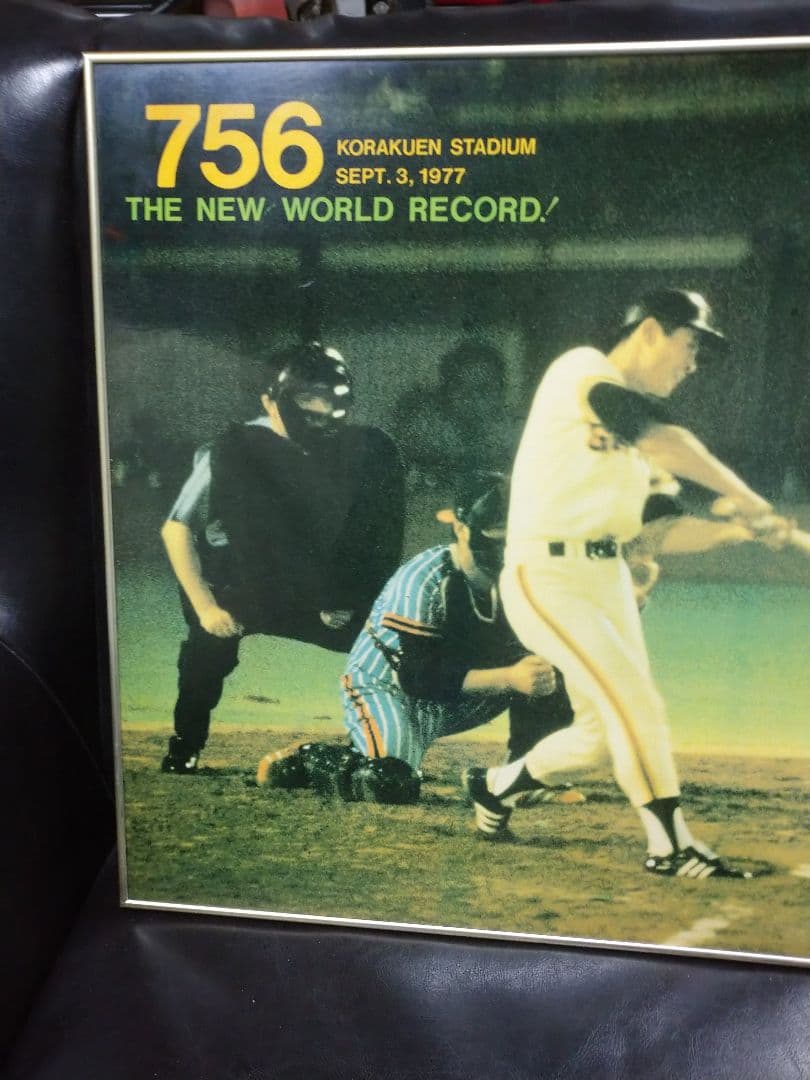 756
KORAKUEN STADIUM
SEPT. 3, 1977
THE NEW WORLD RECORD!